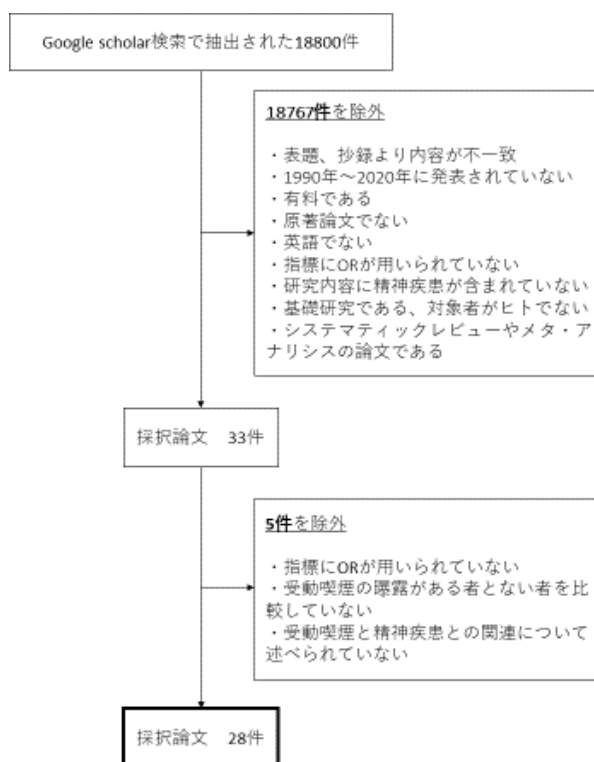 Google scholar検索で抽出された18800件
18767件を除外
・表題、抄録より内容が不一致
・1990年～2020年に発表されていない
・有料である
・原著論文でない
・英語でない
・指標にORが用いられていない
・研究内容に精神疾患が含まれていない
・基礎研究である、対象者がヒトでない
・システマティックレビューやメタ・ア
ナリシスの論文である
採択論文　33件
5件を除外
・指標にORが用いられていない
・受動喫煙の曝露がある者とない者を比
較していない
・受動喫煙と精神疾患との関連について
述べられていない
採択論文　28件